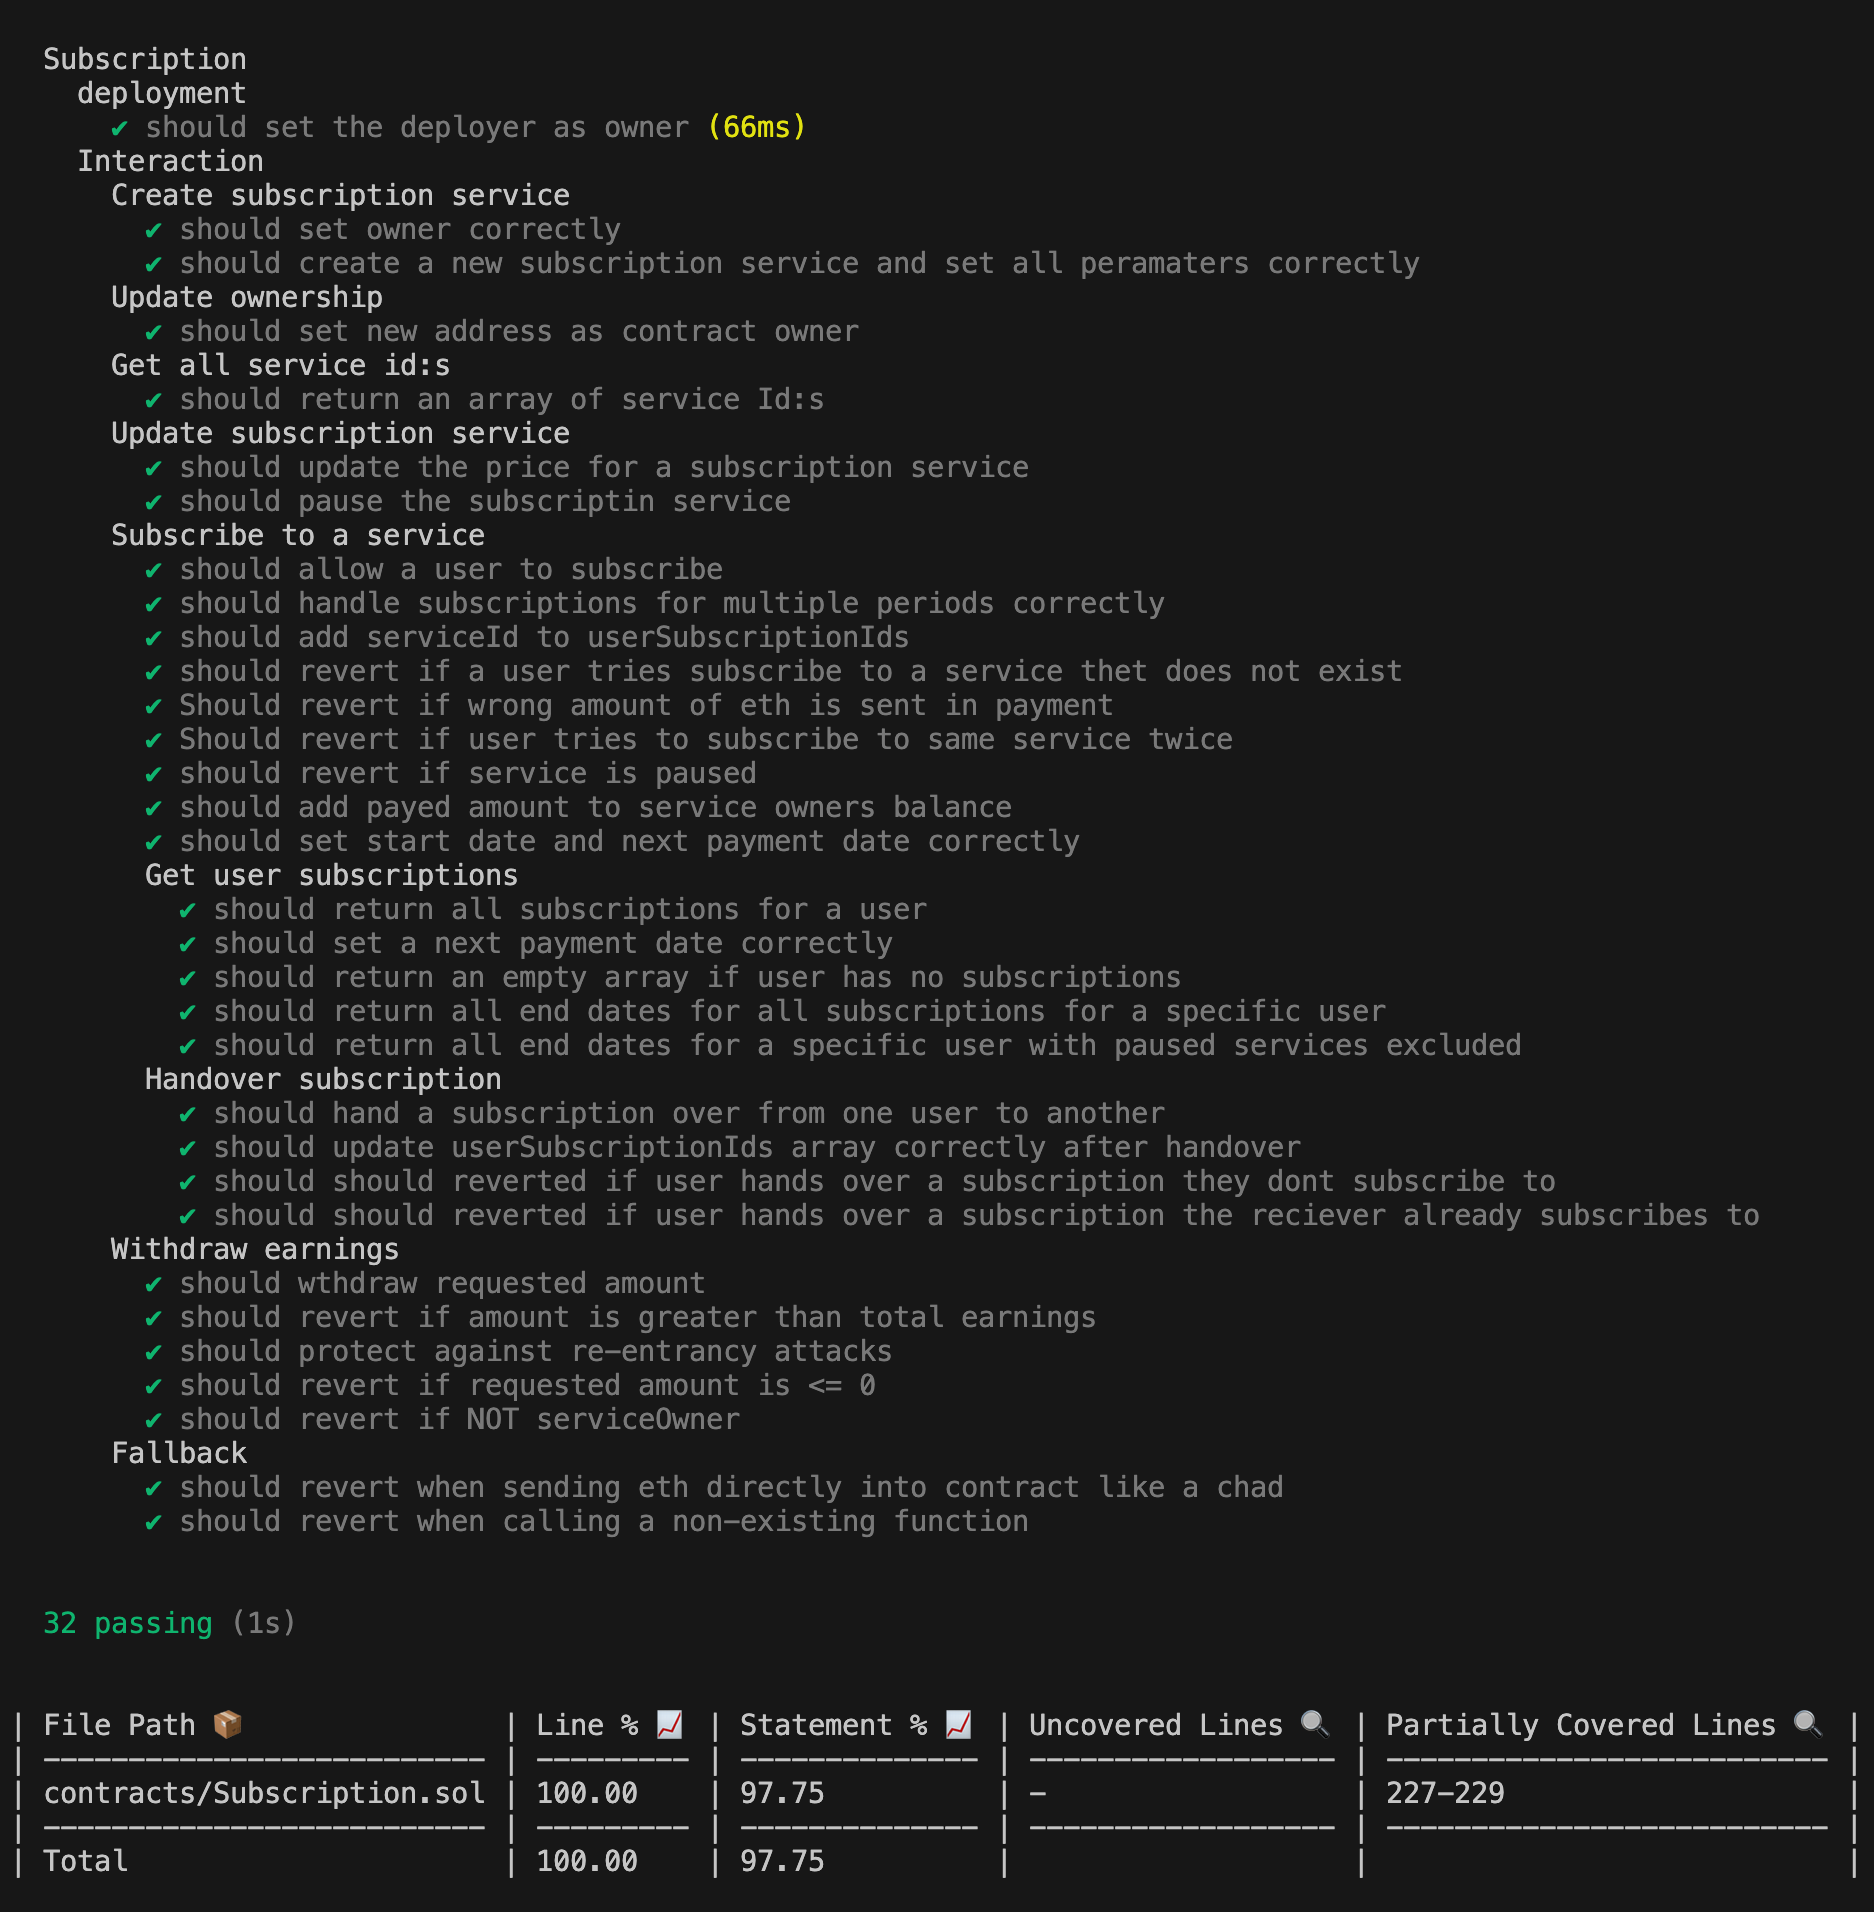 Subscription
deployment
✔ should set the deployer as owner (66ms)
Interaction
Create subscription service
✔ should set owner correctly
✔ should create a new subscription service and set all peramaters correctly
Update ownership
✔ should set new address as contract owner
Get all service id:s
✔ should return an array of service Id:s
Update subscription service
✔ should update the price for a subscription service
✔ should pause the subscriptin service
Subscribe to a service
✔ should allow a user to subscribe
✔ should handle subscriptions for multiple periods correctly
✔ should add serviceId to userSubscriptionIds
✔ should revert if a user tries subscribe to a service thet does not exist
✔ Should revert if wrong amount of eth is sent in payment
✔ Should revert if user tries to subscribe to same service twice
✔ should revert if service is paused
✔ should add payed amount to service owners balance
✔ should set start date and next payment date correctly
Get user subscriptions
✔ should return all subscriptions for a user
✔ should set a next payment date correctly
✔ should return an empty array if user has no subscriptions
✔ should return all end dates for all subscriptions for a specific user
✔ should return all end dates for a specific user with paused services excluded
Handover subscription
✔ should hand a subscription over from one user to another
✔ should update userSubscriptionIds array correctly after handover
✔ should should reverted if user hands over a subscription they dont subscribe to
✔ should should reverted if user hands over a subscription the reciever already subscribes to
Withdraw earnings
✔ should wthdraw requested amount
✔ should revert if amount is greater than total earnings
✔ should protect against re-entrancy attacks
✔ should revert if requested amount is <= 0
✔ should revert if NOT serviceOwner
Fallback
✔ should revert when sending eth directly into contract like a chad
✔ should revert when calling a non-existing function
32 passing (1s)
| File Path 📦 | Line % 📈 | Statement % 📈 | Uncovered Lines 🔍 | Partially Covered Lines 🔍 |
| -------------------------- | --------- | -------------- | ------------------ | -------------------------- |
| contracts/Subscription.sol | 100.00 | 97.75 | - | 227-229 |
| -------------------------- | --------- | -------------- | ------------------ | -------------------------- |
| Total | 100.00 | 97.75 | | |